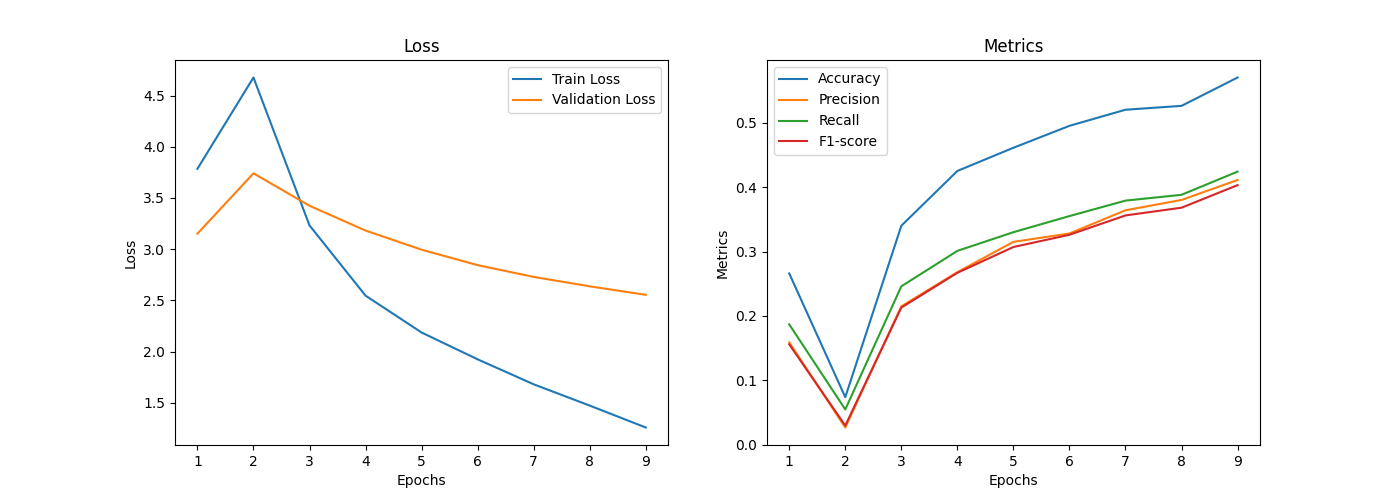 Loss
Train Loss
Validation Loss
4.5
4.0
3.5
3.0
2.5
2.0
1.5
Loss
1 2 3 4 5 6 7 8 9
Epochs
Metrics
Accuracy
Precision
Recall
F1-score
0.5
0.4
0.3
0.2
0.1
0.0
Metrics
1 2 3 4 5 6 7 8 9
Epochs